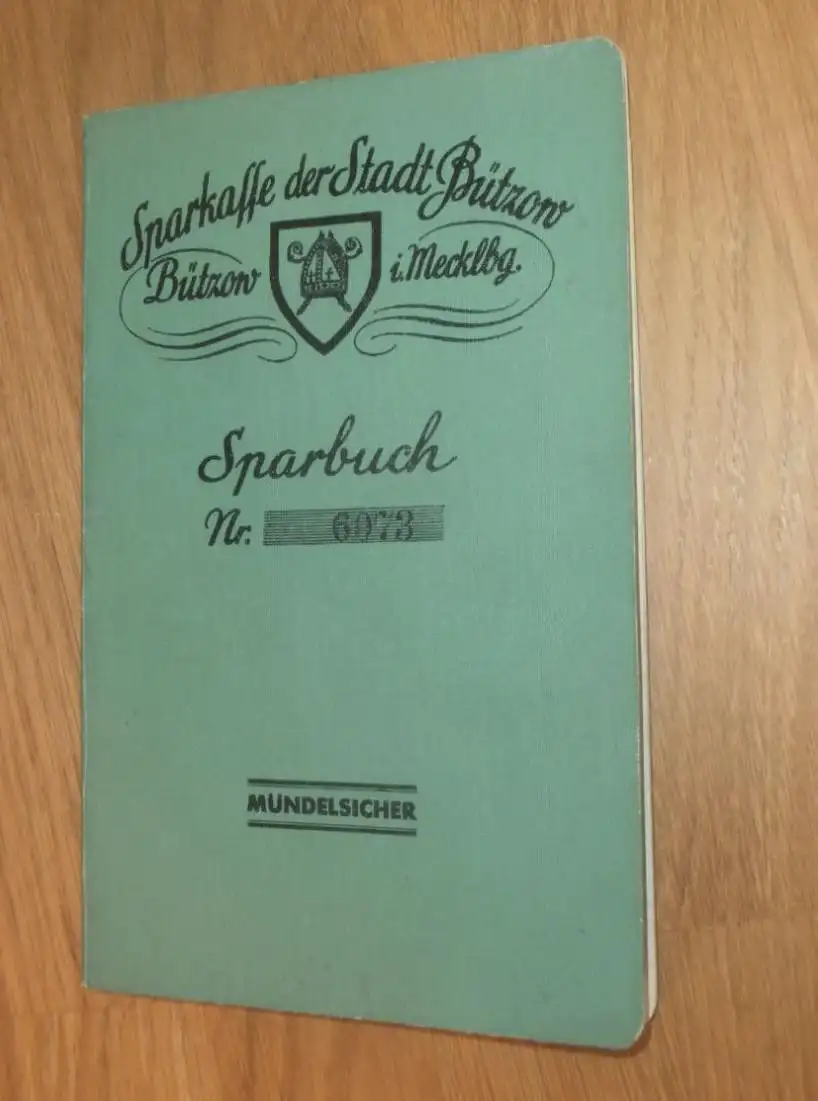 Sparkasse der Stadt Bützow
Bützow i. Mecklbg.
Sparbuch
Nr. 6073
MÜNDELSICHER